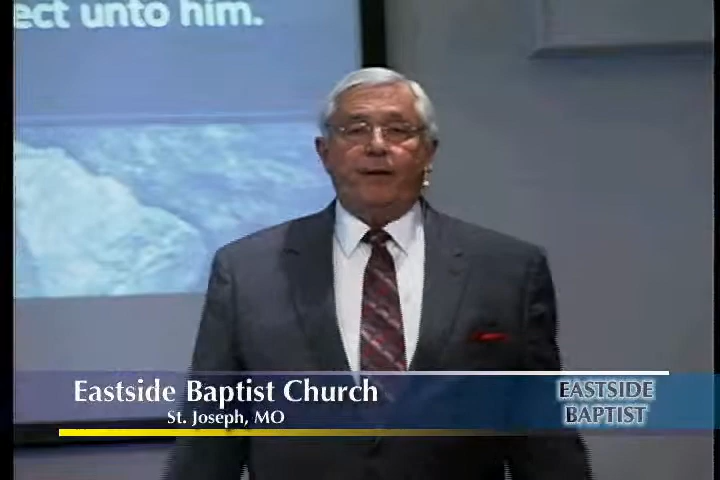 ect unto him.
Eastside Baptist Church
St. Joseph, MO
EASTSIDE
BAPTIST